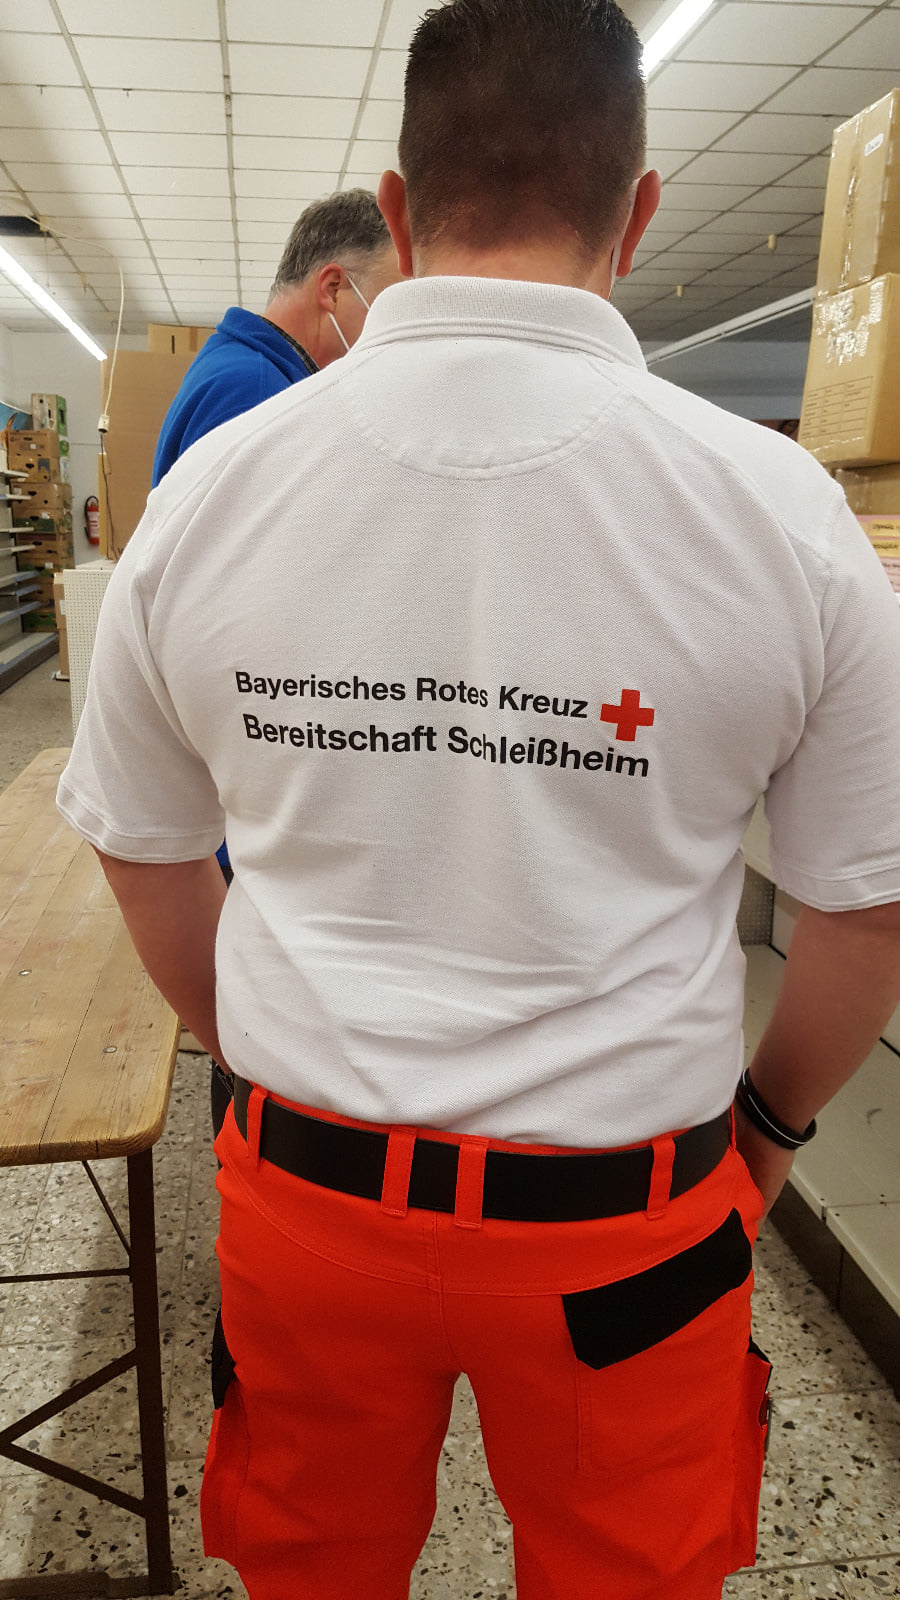 Bayerisches Rotes Kreuz
Bereitschaft Schleißheim